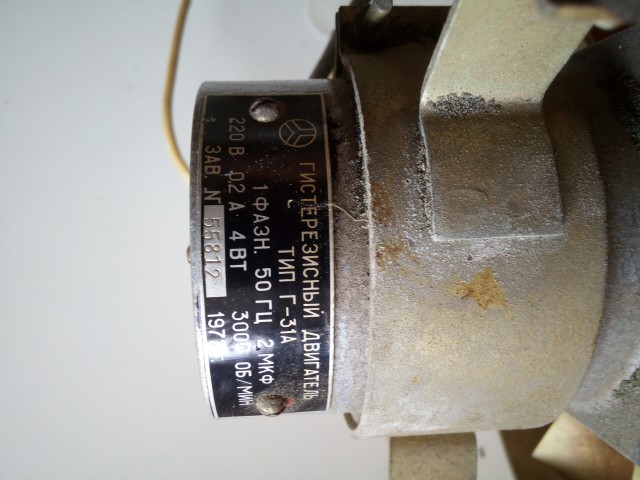 ГИСТЕРЕЗИСНЫЙ ДВИГАТЕЛЬ
ТИП Г-31А
1 ФАЗН. 50 ГЦ 2 МКФ
220 В 0,2 А 4 ВТ 3000 ОБ/МИН
ЗАВ. № 55812